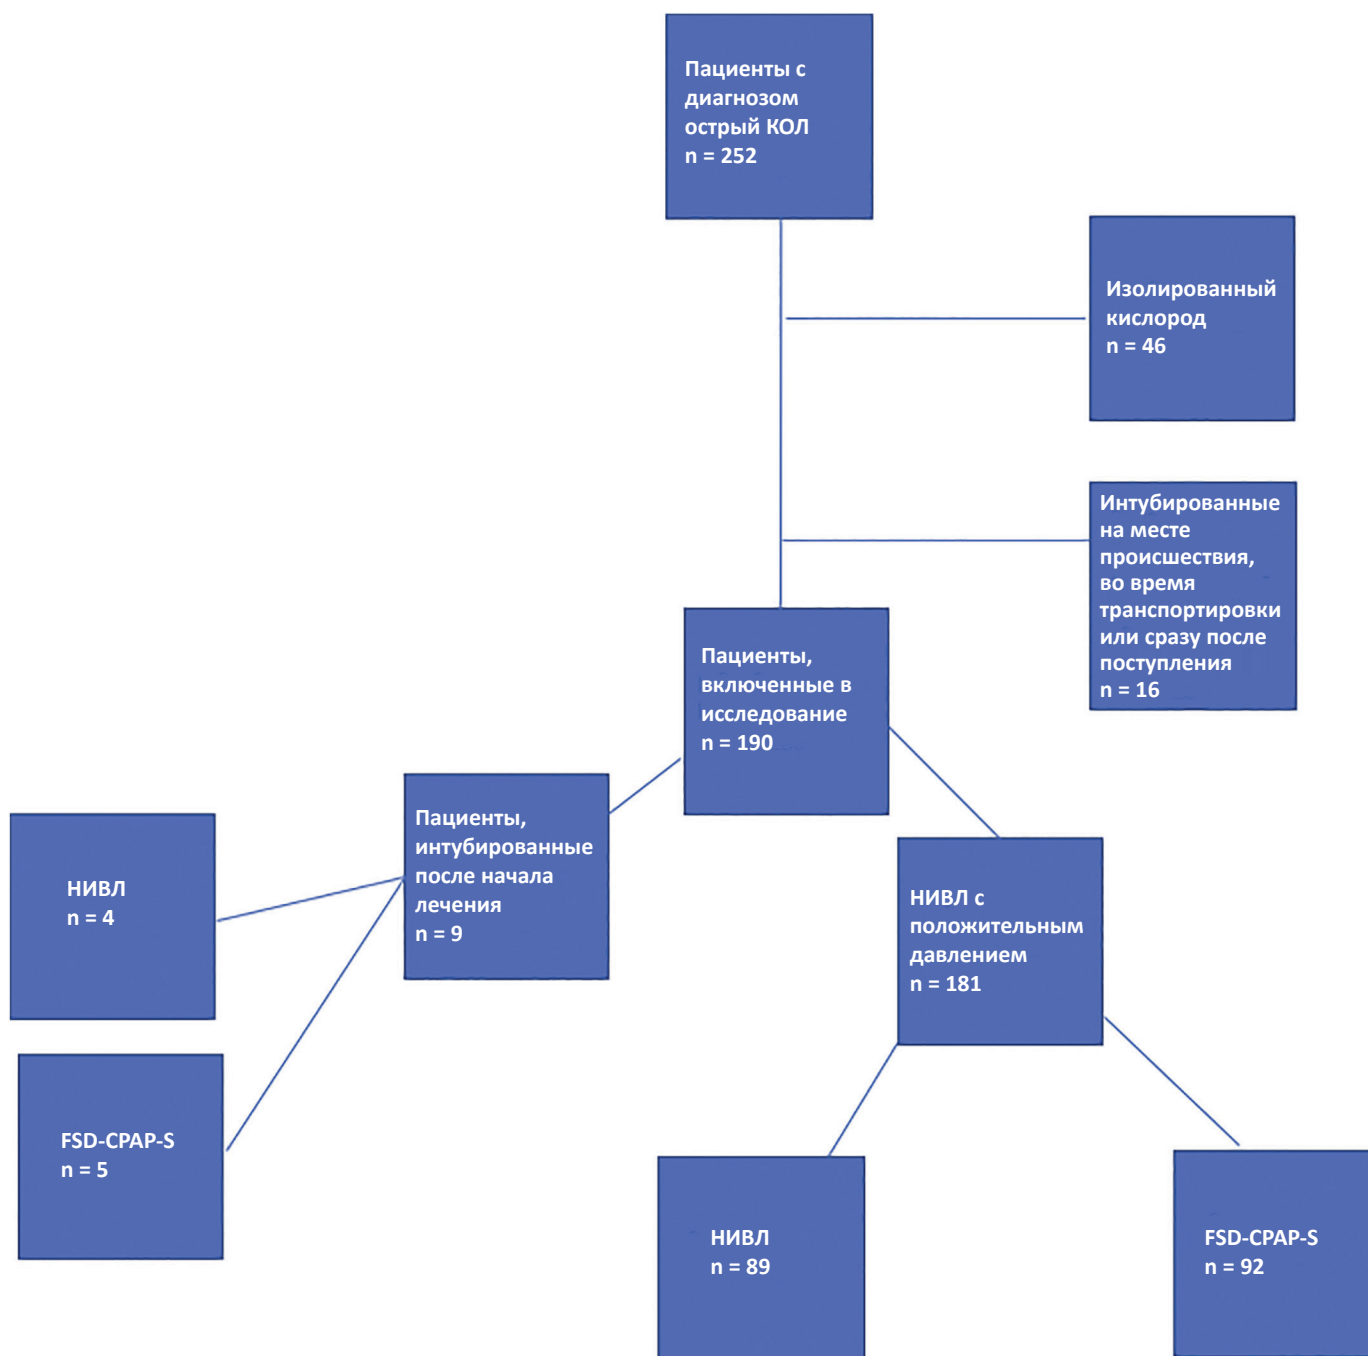 Пациенты с
диагнозом
острый КОЛ
n = 252
Изолированный
кислород
n = 46
Интубированные
на месте
происшествия,
во время
транспортировки
или сразу после
поступления
n = 16
Пациенты,
включенные в
исследование
n = 190
Пациенты,
интубированные
после начала
лечения
n = 9
НИВЛ
n = 4
FSD-CPAP-S
n = 5
НИВЛ с
положительным
давлением
n = 181
НИВЛ
n = 89
FSD-CPAP-S
n = 92